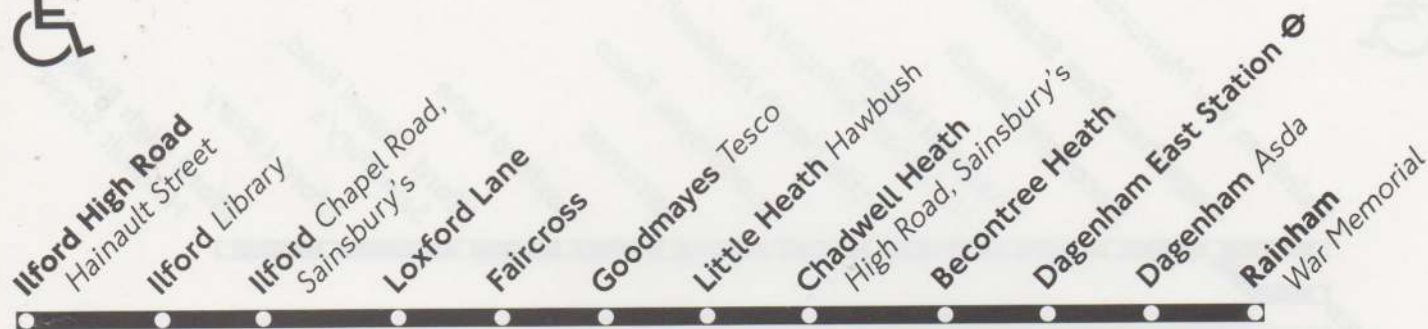 Ilford High Road
Hainault Street
Ilford Library
Ilford Chapel Road,
Sainsbury's
Loxford Lane
Faircross
Goodmayes Tesco
Little Heath Hawbush
Chadwell Heath
High Road, Sainsbury's
Becontree Heath
Dagenham East Station
Dagenham Asda
Rainham
War Memorial